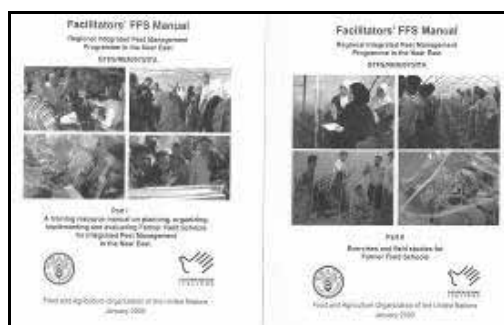 Facilitators' FFS Manual
Regional Integrated Pest Management
Programme in the Near East
Part I
A training resource manual on planning, organizing,
implementing and evaluating Farmer Field Schools
for Integrated Pest Management
in the Near East
Food and Agriculture Organization of the United Nations
January
Facilitators' FFS Manual
Regional Integrated Pest Management
Programme in the Near East
Part II
Exercises and field studies for
Farmer Field Schools
Food and Agriculture Organization of the United Nations
January